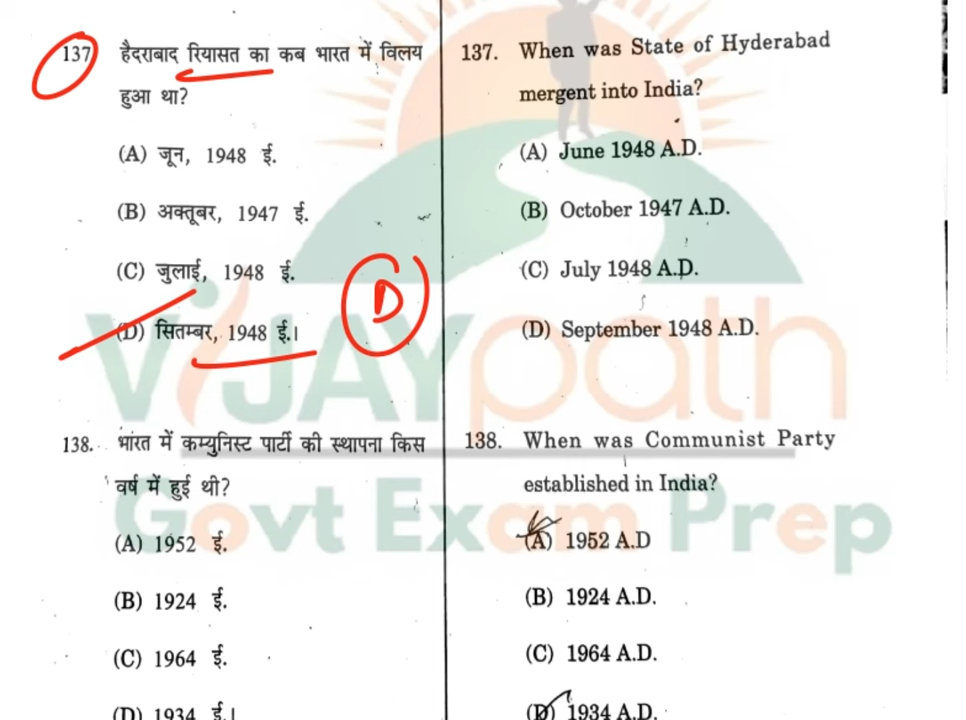 137 हैदराबाद रियासत का कब भारत में विलय
हुआ था?
(A) जून, 1948 ई.
(B) अक्तूबर, 1947 ई.
(C) जुलाई, 1948 ई.
(D) सितम्बर, 1948 ई.।
D
138. भारत में कम्युनिस्ट पार्टी की स्थापना किस
वर्ष में हुई थी?
(A) 1952 ई.
(B) 1924 ई.
(C) 1964 ई.
(D) 1934 ई.।
137. When was State of Hyderabad
mergent into India?
(A) June 1948 A.D.
(B) October 1947 A.D.
(C) July 1948 A.D.
(D) September 1948 A.D.
138. When was Communist Party
established in India?
(A) 1952 A.D
(B) 1924 A.D.
(C) 1964 A.D.
(D) 1934 A.D.
ViJAYpath
Govt Exam Prep